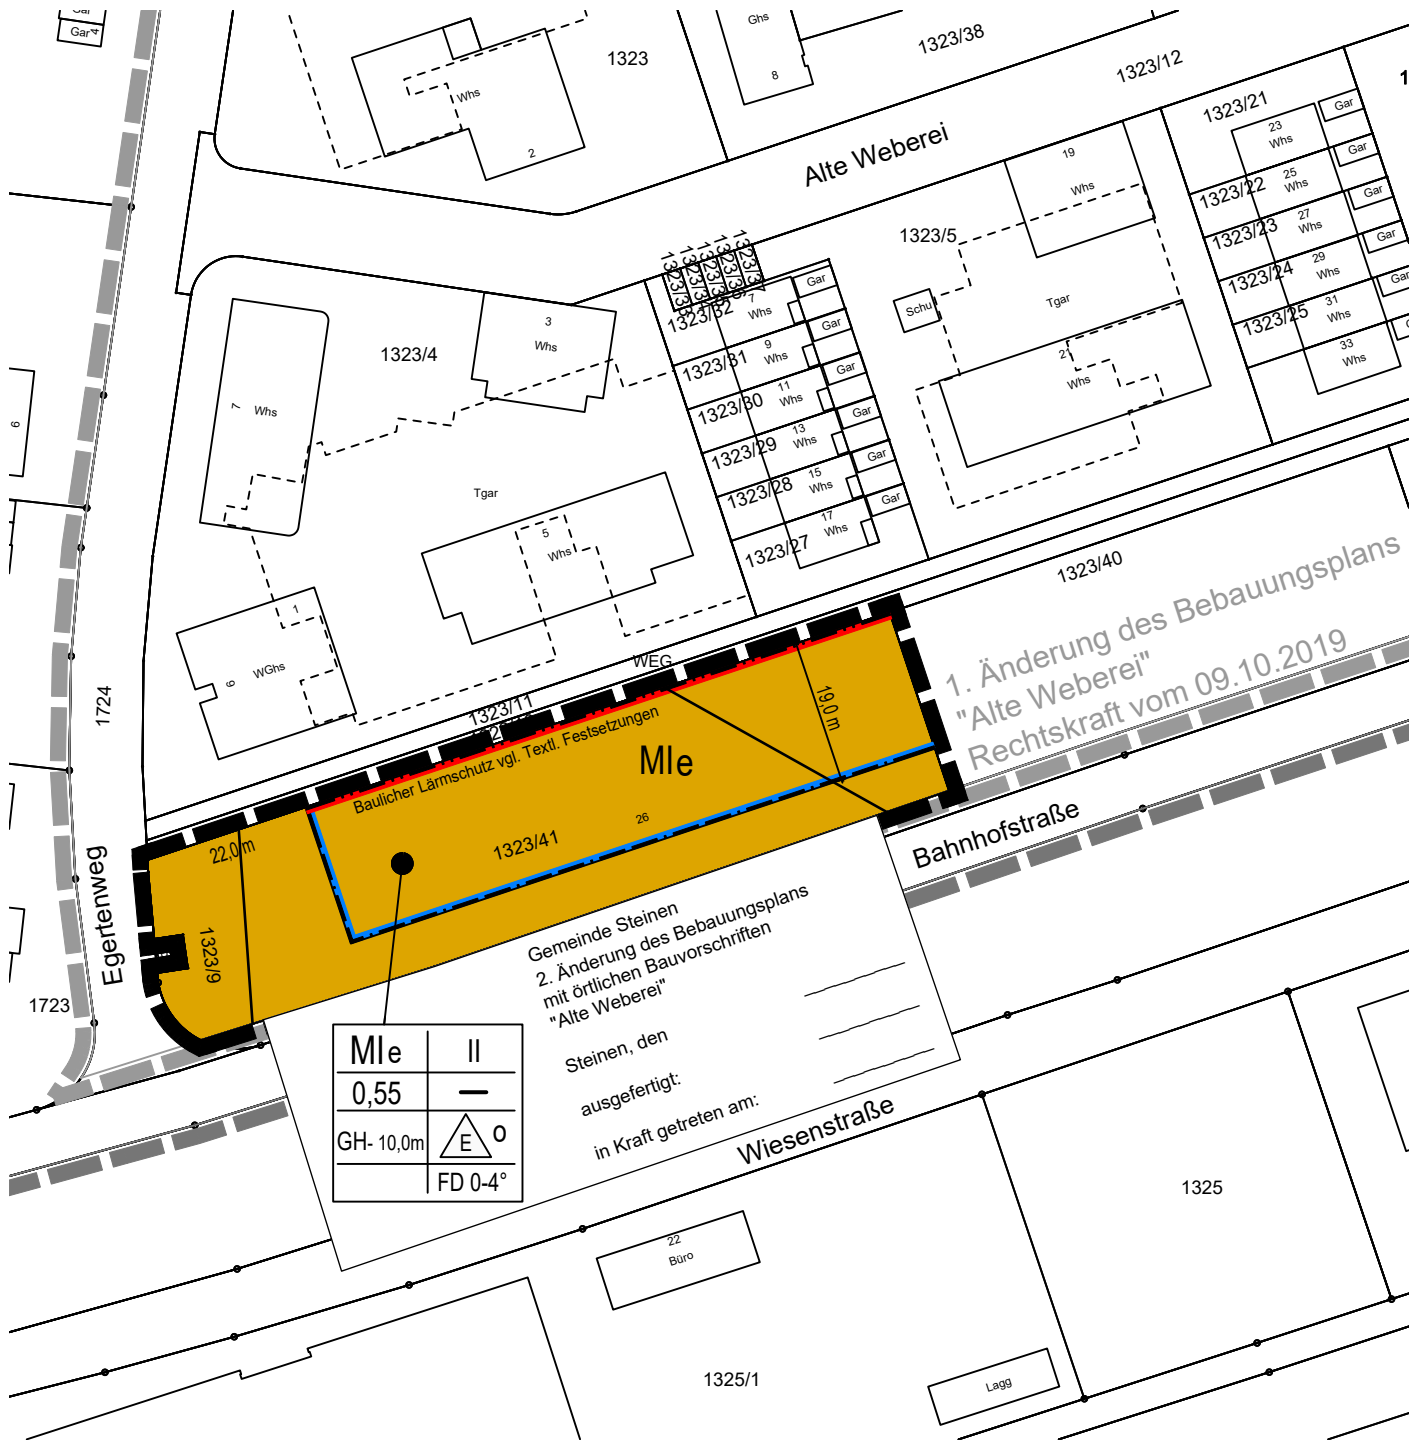 Gar
Gar
4
Whs
2
1323
Ghs
8
1323/38
1323/12
1323/21
Gar
23
Whs
Alte Weberei
19
Whs
Gar
1323/22
25
Whs
Gar
1323/23
27
Whs
Gar
1323/24
29
Whs
Gar
1323/25
31
Whs
33
Whs
1323/5
Schu
Tgar
21
Whs
7
Whs
1323/4
3
Whs
6
1323/32
7
Whs
Gar
1323/31
9
Whs
Gar
1323/30
11
Whs
Gar
1323/29
13
Whs
Gar
1323/28
15
Whs
Gar
1323/27
17
Whs
Gar
Tgar
5
Whs
1
WGhs
6
1724
1323/40
1. Änderung des Bebauungsplans
"Alte Weberei"
Rechtskraft vom 09.10.2019
WEG
1323/11
Baulicher Lärmschutz vgl. Textl. Festsetzungen
19,0 m
MIe
26
1323/41
22,0 m
1323/9
Egertenweg
1723
Bahnhofstraße
Gemeinde Steinen
2. Änderung des Bebauungsplans
mit örtlichen Bauvorschriften
"Alte Weberei"
Steinen, den
ausgefertigt:
in Kraft getreten am:
MIe II
0,55 –
GH- 10,0m E o
FD 0-4°
Wiesenstraße
1325
22
Büro
1325/1
Lagg